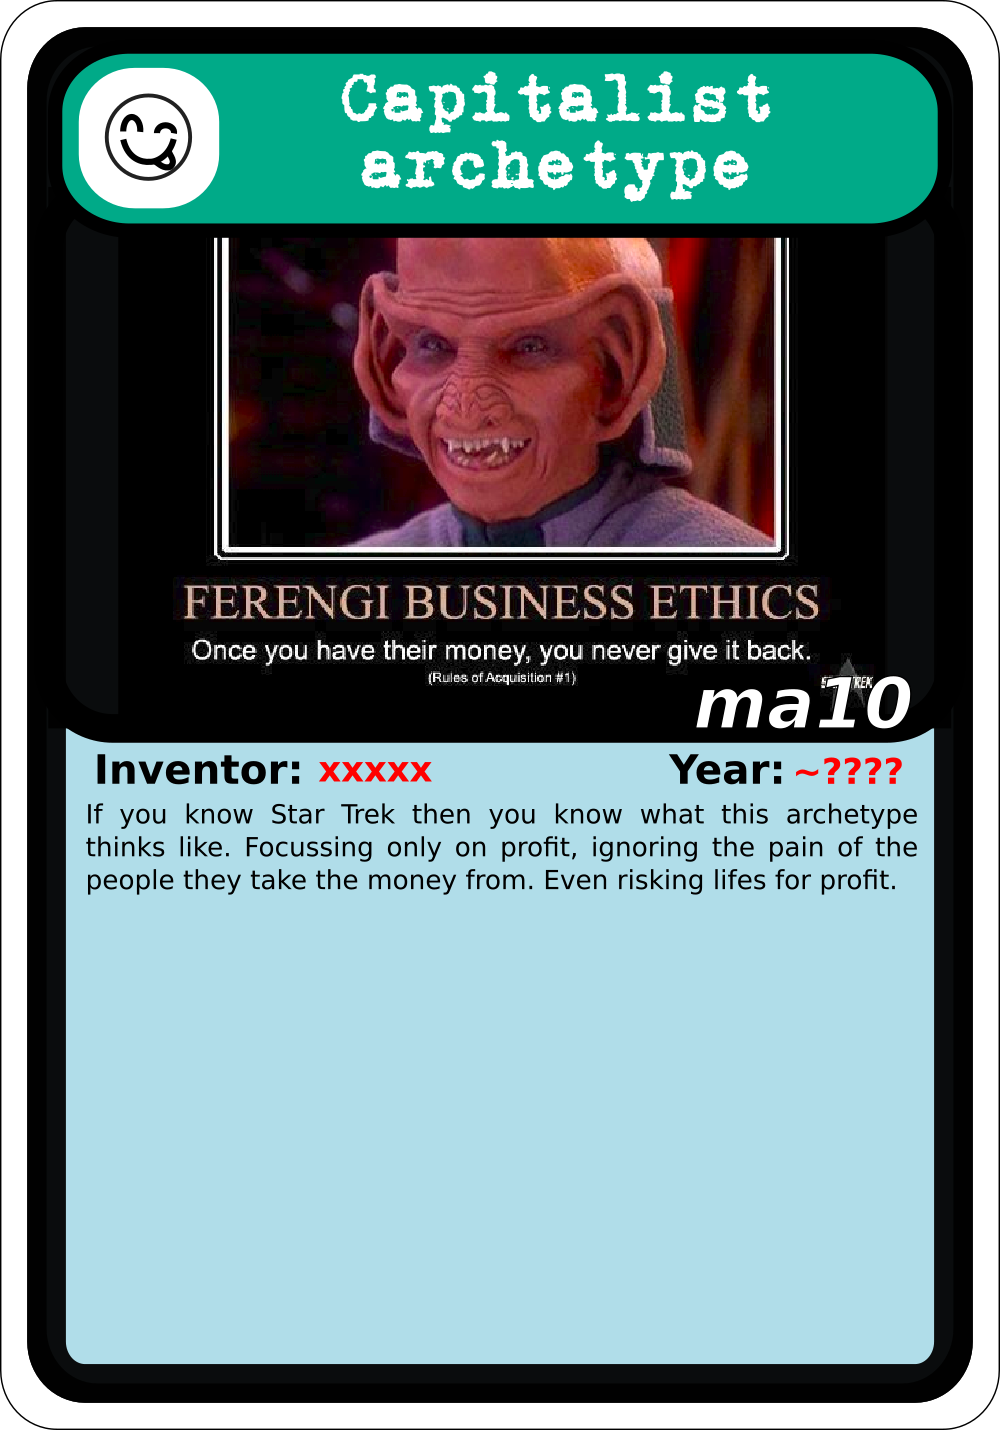 Capitalist
archetype
FERENGI BUSINESS ETHICS
Once you have their money, you never give it back.
(Rules of Acquisition #1)
ma10
Inventor: xxxxx
Year: ~????
If you know Star Trek then you know what this archetype
thinks like. Focussing only on profit, ignoring the pain of the
people they take the money from. Even risking lifes for profit.